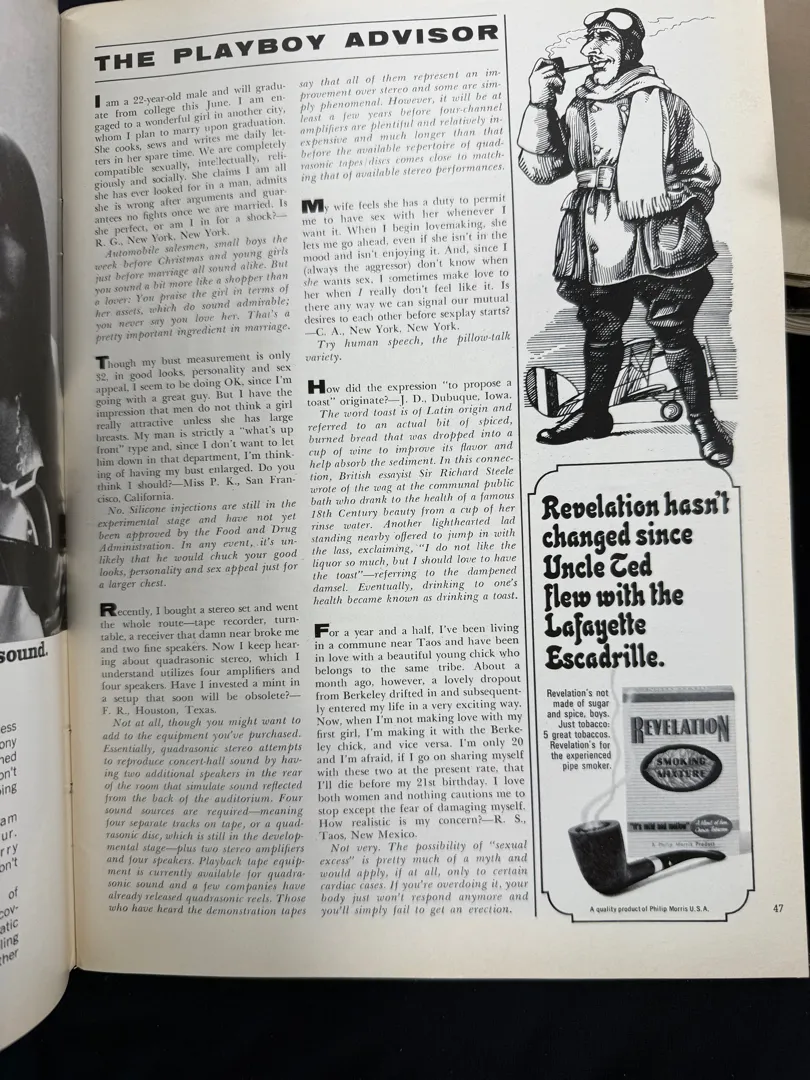 THE PLAYBOY ADVISOR
I am a 22-year-old male and will gradu-
ate from college this June. I am en-
gaged to a wonderful girl in another city,
whom I plan to marry upon graduation.
She cooks, sews and writes me daily let-
ters in her spare time. We are completely
compatible sexually, intellectually, reli-
giously and socially. She claims I am all
she has ever looked for in a man, admits
she is wrong after arguments and guar-
antees no fights once we are married. Is
she perfect, or am I in for a shock?—
R. G., New York, New York.
Automobile salesmen, small boys the
week before Christmas and young girls
just before marriage all sound alike. But
you sound a bit more like a shopper than
a lover: You praise the girl in terms of
her assets, which do sound admirable;
you never say you love her. That's a
pretty important ingredient in marriage.
Though my bust measurement is only
32, in good looks, personality and sex
appeal, I seem to be doing OK, since I'm
going with a great guy. But I have the
impression that men do not think a girl
really attractive unless she has large
breasts. My man is strictly a "what's up
front" type and, since I don't want to let
him down in that department, I'm think-
ing of having my bust enlarged. Do you
think I should?—Miss P. K., San Fran-
cisco, California.
No. Silicone injections are still in the
experimental stage and have not yet
been approved by the Food and Drug
Administration. In any event, it's un-
likely that he would chuck your good
looks, personality and sex appeal just for
a larger chest.
Recently, I bought a stereo set and went
the whole route—tape recorder, turn-
table, a receiver that damn near broke me
and two fine speakers. Now I keep hear-
ing about quadrasonic stereo, which I
understand utilizes four amplifiers and
four speakers. Have I invested a mint in
a setup that soon will be obsolete?—
F. R., Houston, Texas.
Not at all, though you might want to
add to the equipment you've purchased.
Essentially, quadrasonic stereo attempts
to reproduce concert-hall sound by hav-
ing two additional speakers in the rear
of the room that simulate sound reflected
from the back of the auditorium. Four
sound sources are required—meaning
four separate tracks on tape, or a quad-
rasonic disc, which is still in the develop-
mental stage—plus two stereo amplifiers
and four speakers. Playback tape equip-
ment is currently available for quadra-
sonic sound and a few companies have
already released quadrasonic reels. Those
who have heard the demonstration tapes
say that all of them represent an im-
provement over stereo and some are sim-
ply phenomenal. However, it will be at
least a few years before four-channel
amplifiers are plentiful and relatively in-
expensive and much longer than that
before the available repertoire of quad-
rasonic tapes/discs comes close to match-
ing that of available stereo performances.
My wife feels she has a duty to permit
me to have sex with her whenever I
want it. When I begin lovemaking, she
lets me go ahead, even if she isn't in the
mood and isn't enjoying it. And, since I
(always the aggressor) don't know when
she wants sex, I sometimes make love to
her when I really don't feel like it. Is
there any way we can signal our mutual
desires to each other before sexplay starts?
—C. A., New York, New York.
Try human speech, the pillow-talk
variety.
How did the expression "to propose a
toast" originate?—J. D., Dubuque, Iowa.
The word toast is of Latin origin and
referred to an actual bit of spiced,
burned bread that was dropped into a
cup of wine to improve its flavor and
help absorb the sediment. In this connec-
tion, British essayist Sir Richard Steele
wrote of the wag at the communal public
bath who drank to the health of a famous
18th Century beauty from a cup of her
rinse water. Another lighthearted lad
standing nearby offered to jump in with
the lass, exclaiming, "I do not like the
liquor so much, but I should love to have
the toast"—referring to the dampened
damsel. Eventually, drinking to one's
health became known as drinking a toast.
For a year and a half, I've been living
in a commune near Taos and have been
in love with a beautiful young chick who
belongs to the same tribe. About a
month ago, however, a lovely dropout
from Berkeley drifted in and subsequent-
ly entered my life in a very exciting way.
Now, when I'm not making love with my
first girl, I'm making it with the Berke-
ley chick, and vice versa. I'm only 20
and I'm afraid, if I go on sharing myself
with these two at the present rate, that
I'll die before my 21st birthday. I love
both women and nothing cautions me to
stop except the fear of damaging myself.
How realistic is my concern?—R. S.,
Taos, New Mexico.
Not very. The possibility of "sexual
excess" is pretty much of a myth and
would apply, if at all, only to certain
cardiac cases. If you're overdoing it, your
body just won't respond anymore and
you'll simply fail to get an erection.
Revelation hasn't
changed since
Uncle Ted
flew with the
Lafayette
Escadrille.
Revelation's not
made of sugar
and spice, boys.
Just tobacco:
5 great tobaccos.
Revelation's for
the experienced
pipe smoker.
REVELATION
SMOKING
MIXTURE
"IT'S MILD AND MELLOW"
A Philip Morris Product
A quality product of Philip Morris U.S.A.
47
sound.